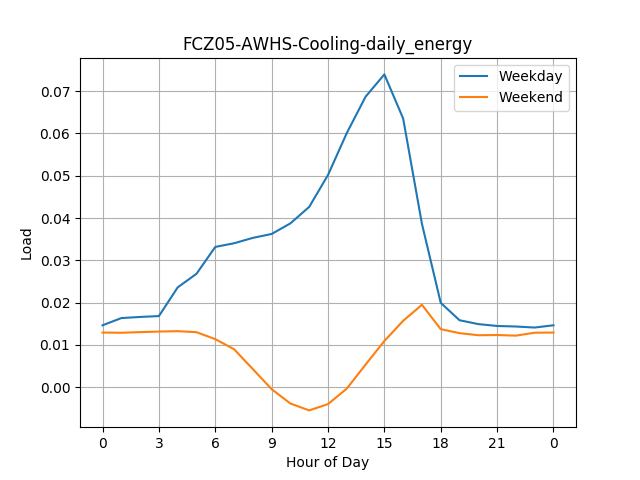 FCZ05-AWHS-Cooling-daily_energy
Weekday
Weekend
0.07
0.06
0.05
0.04
0.03
0.02
0.01
0.00
Load
0 3 6 9 12 15 18 21 0
Hour of Day